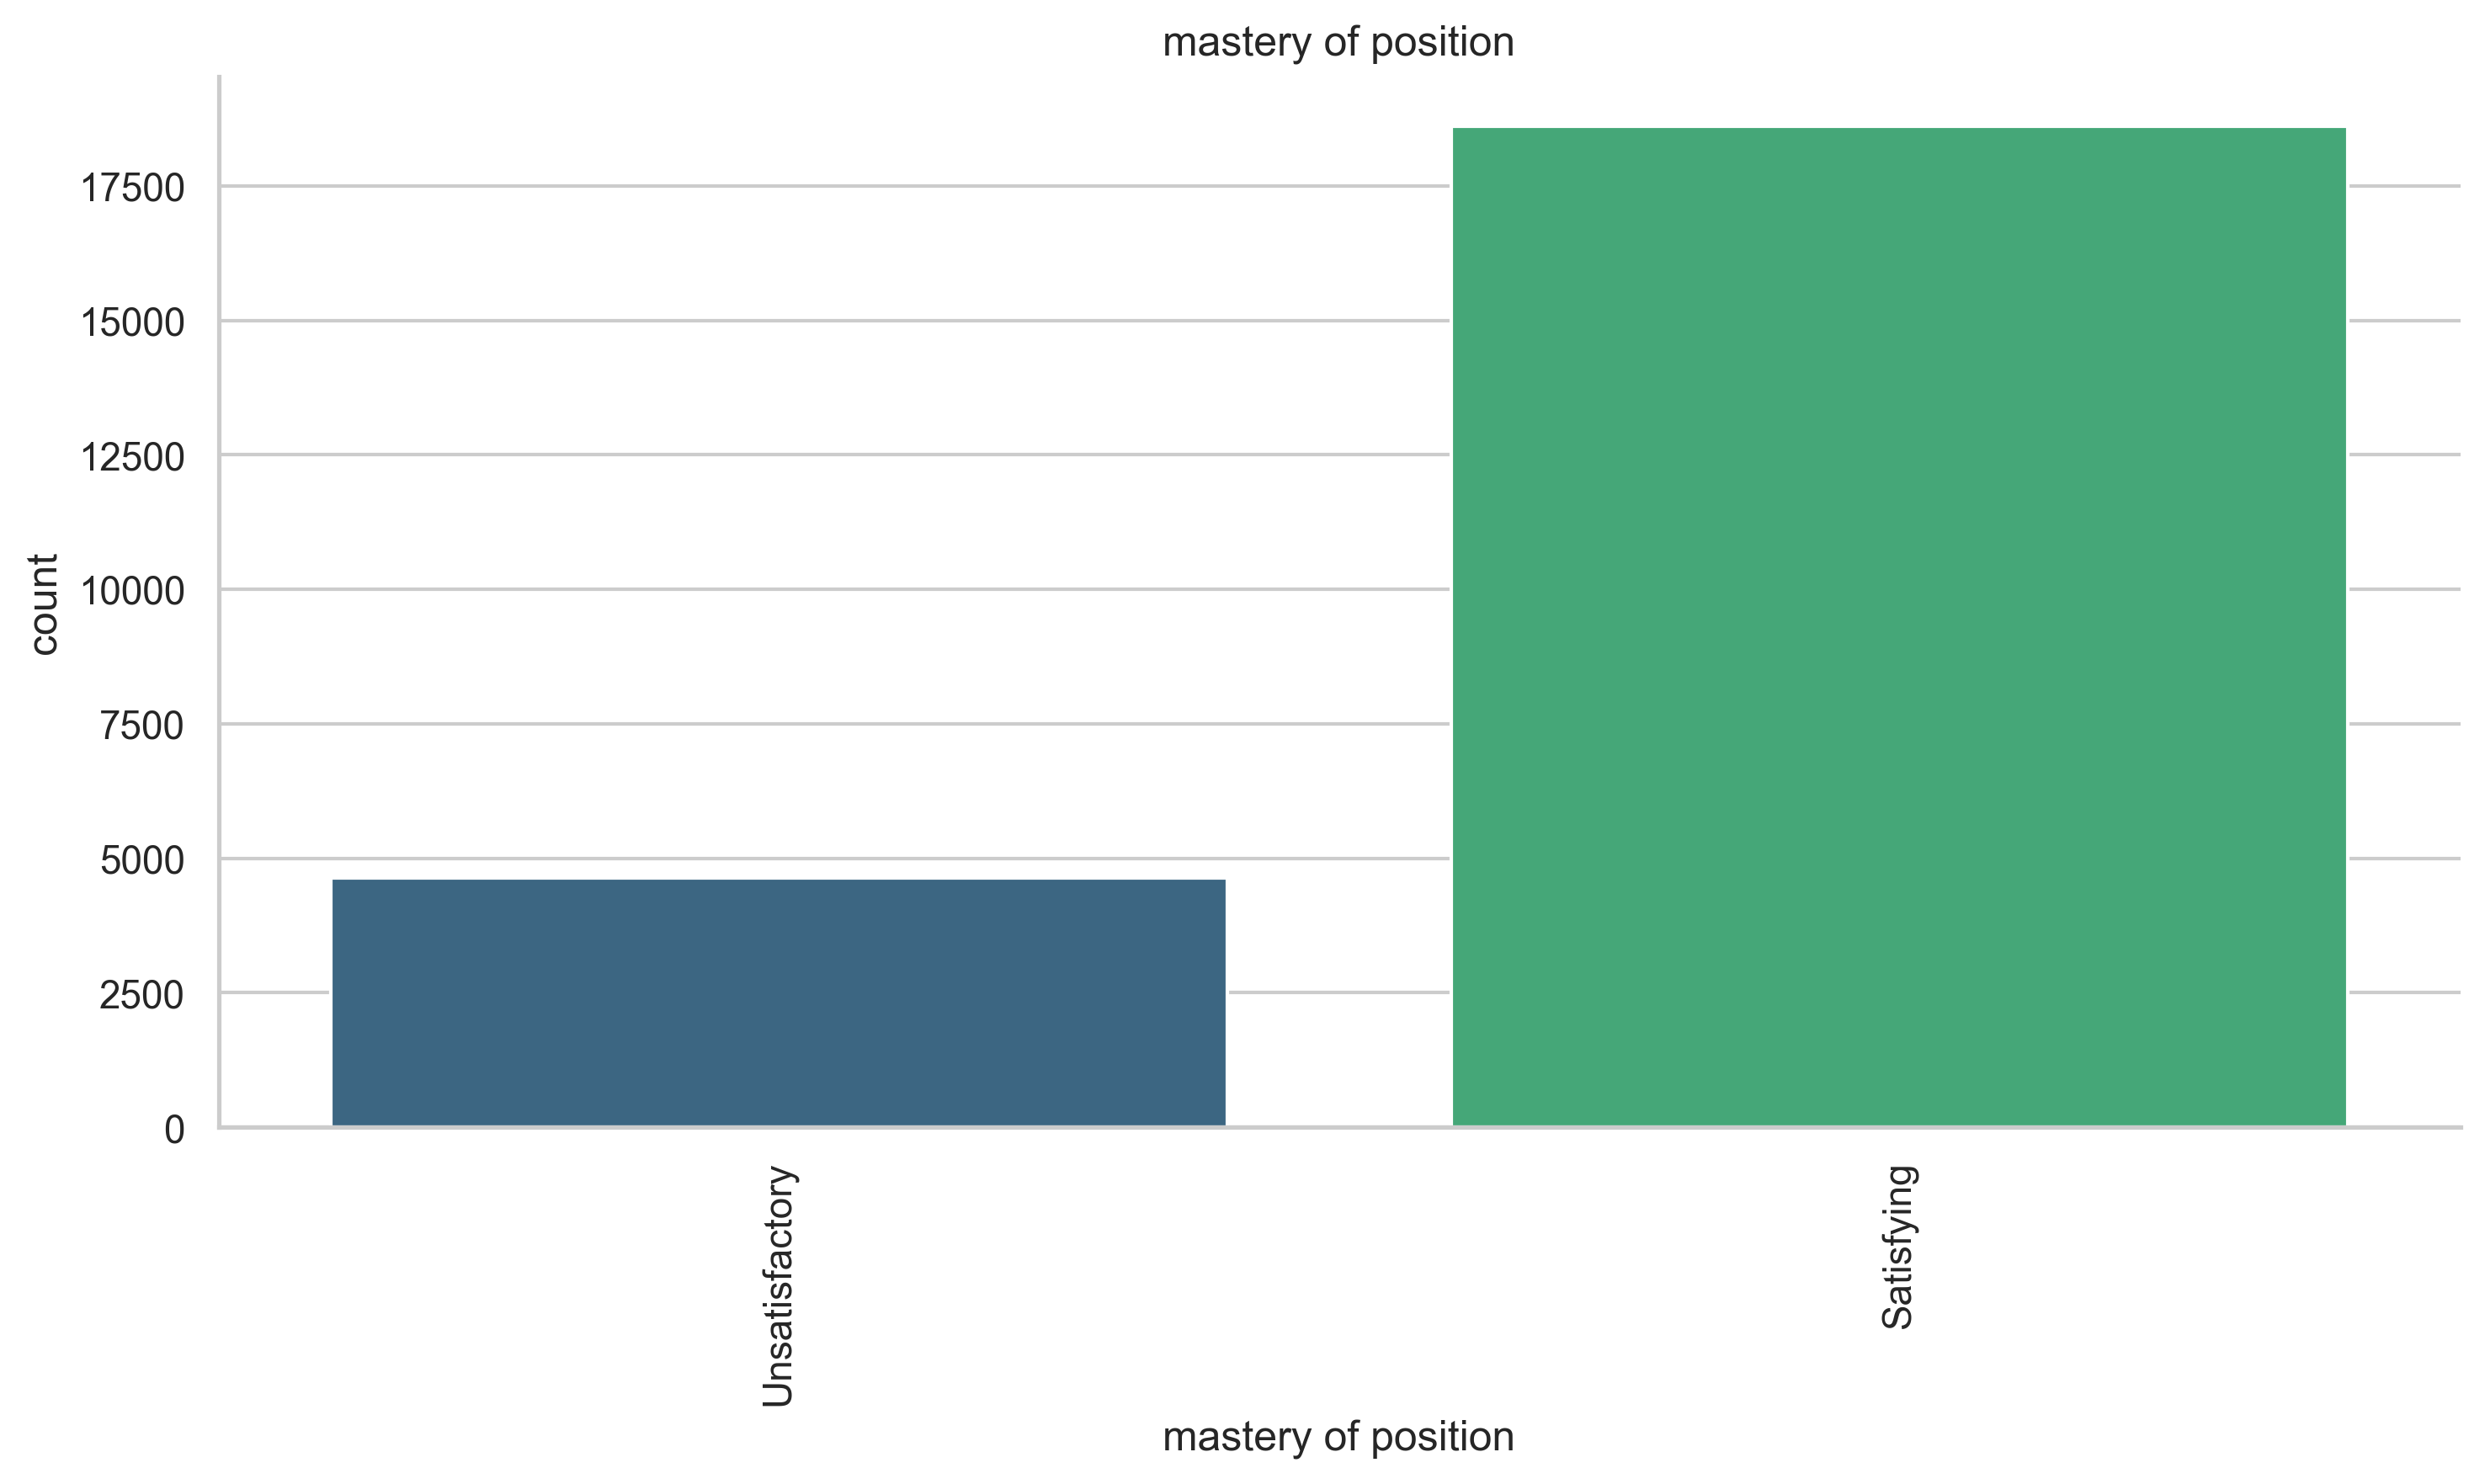 mastery of position
17500
15000
12500
10000
7500
5000
2500
0
count
Unsatisfactory
Satisfying
mastery of position